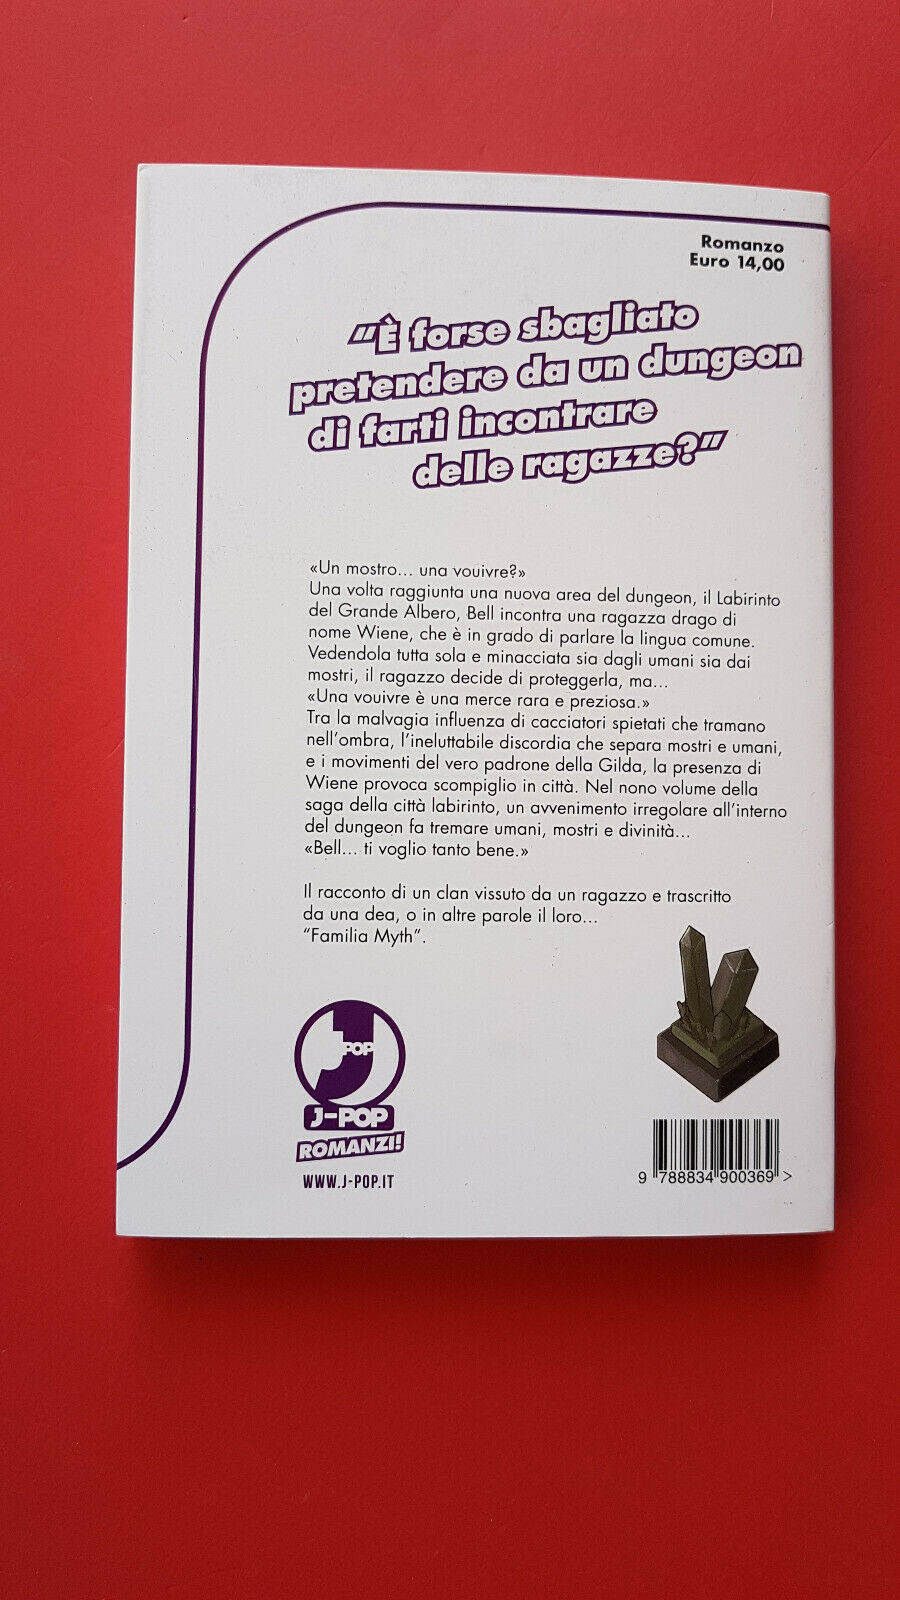 Romanzo
Euro 14,00
"È forse sbagliato
pretendere da un dungeon
di farti incontrare
delle ragazze?"
«Un mostro... una vouivre?»
Una volta raggiunta una nuova area del dungeon, il Labirinto
del Grande Albero, Bell incontra una ragazza drago di
nome Wiene, che è in grado di parlare la lingua comune.
Vedendola tutta sola e minacciata sia dagli umani sia dai
mostri, il ragazzo decide di proteggerla, ma...
«Una vouivre è una merce rara e preziosa.»
Tra la malvagia influenza di cacciatori spietati che tramano
nell'ombra, l'ineluttabile discordia che separa mostri e umani,
e i movimenti del vero padrone della Gilda, la presenza di
Wiene provoca scompiglio in città. Nel nono volume della
saga della città labirinto, un avvenimento irregolare all'interno
del dungeon fa tremare umani, mostri e divinità...
«Bell... ti voglio tanto bene.»
Il racconto di un clan vissuto da un ragazzo e trascritto
da una dea, o in altre parole il loro...
"Familia Myth".
J POP
J-POP
ROMANZI!
WWW.J-POP.IT
9 788834 900369 >